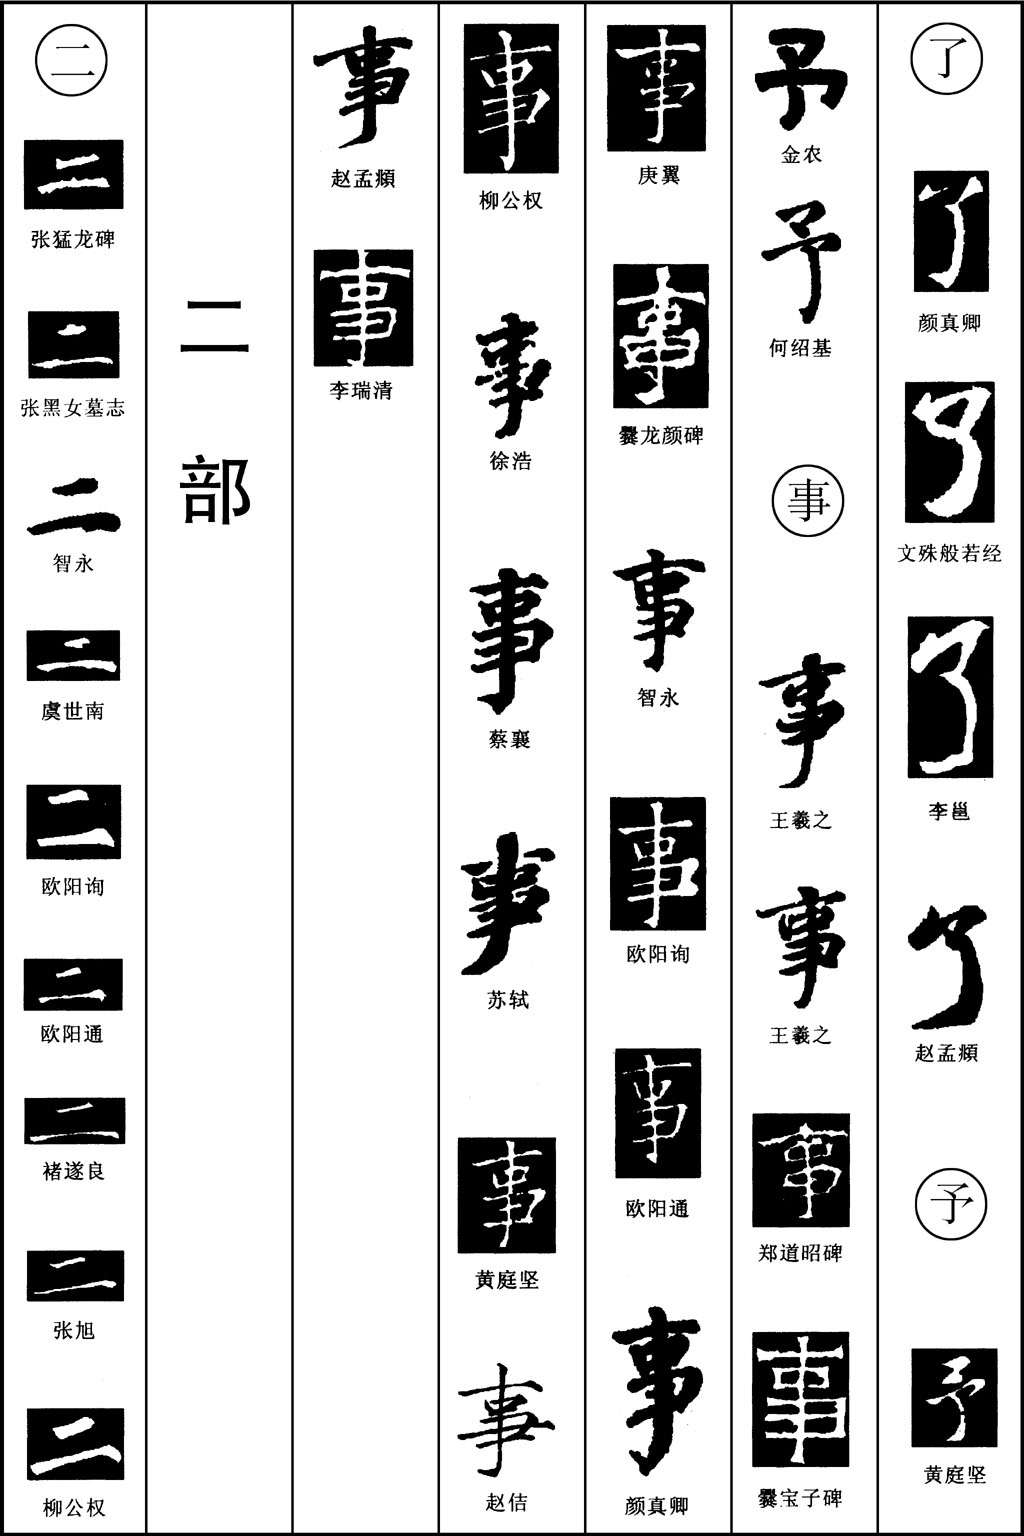 了
了
颜真卿
了
文殊般若经
了
李邕
了
赵孟頫
予
予
黄庭坚
予
金农
予
何绍基
事
事
王羲之
事
王羲之
事
郑道昭碑
事
爨宝子碑
事
庚翼
事
爨龙颜碑
事
智永
事
欧阳询
事
欧阳通
事
颜真卿
事
柳公权
事
徐浩
事
蔡襄
事
苏轼
事
黄庭坚
事
赵佶
事
赵孟頫
事
李瑞清
二部
二
二
张猛龙碑
二
张黑女墓志
二
智永
二
虞世南
二
欧阳询
二
欧阳通
二
褚遂良
二
张旭
二
柳公权